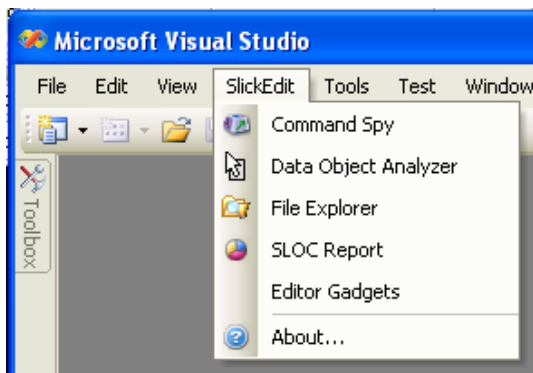 Microsoft Visual Studio
File Edit View SlickEdit Tools Test Window
Command Spy
Data Object Analyzer
File Explorer
SLOC Report
Editor Gadgets
About...
Toolbox